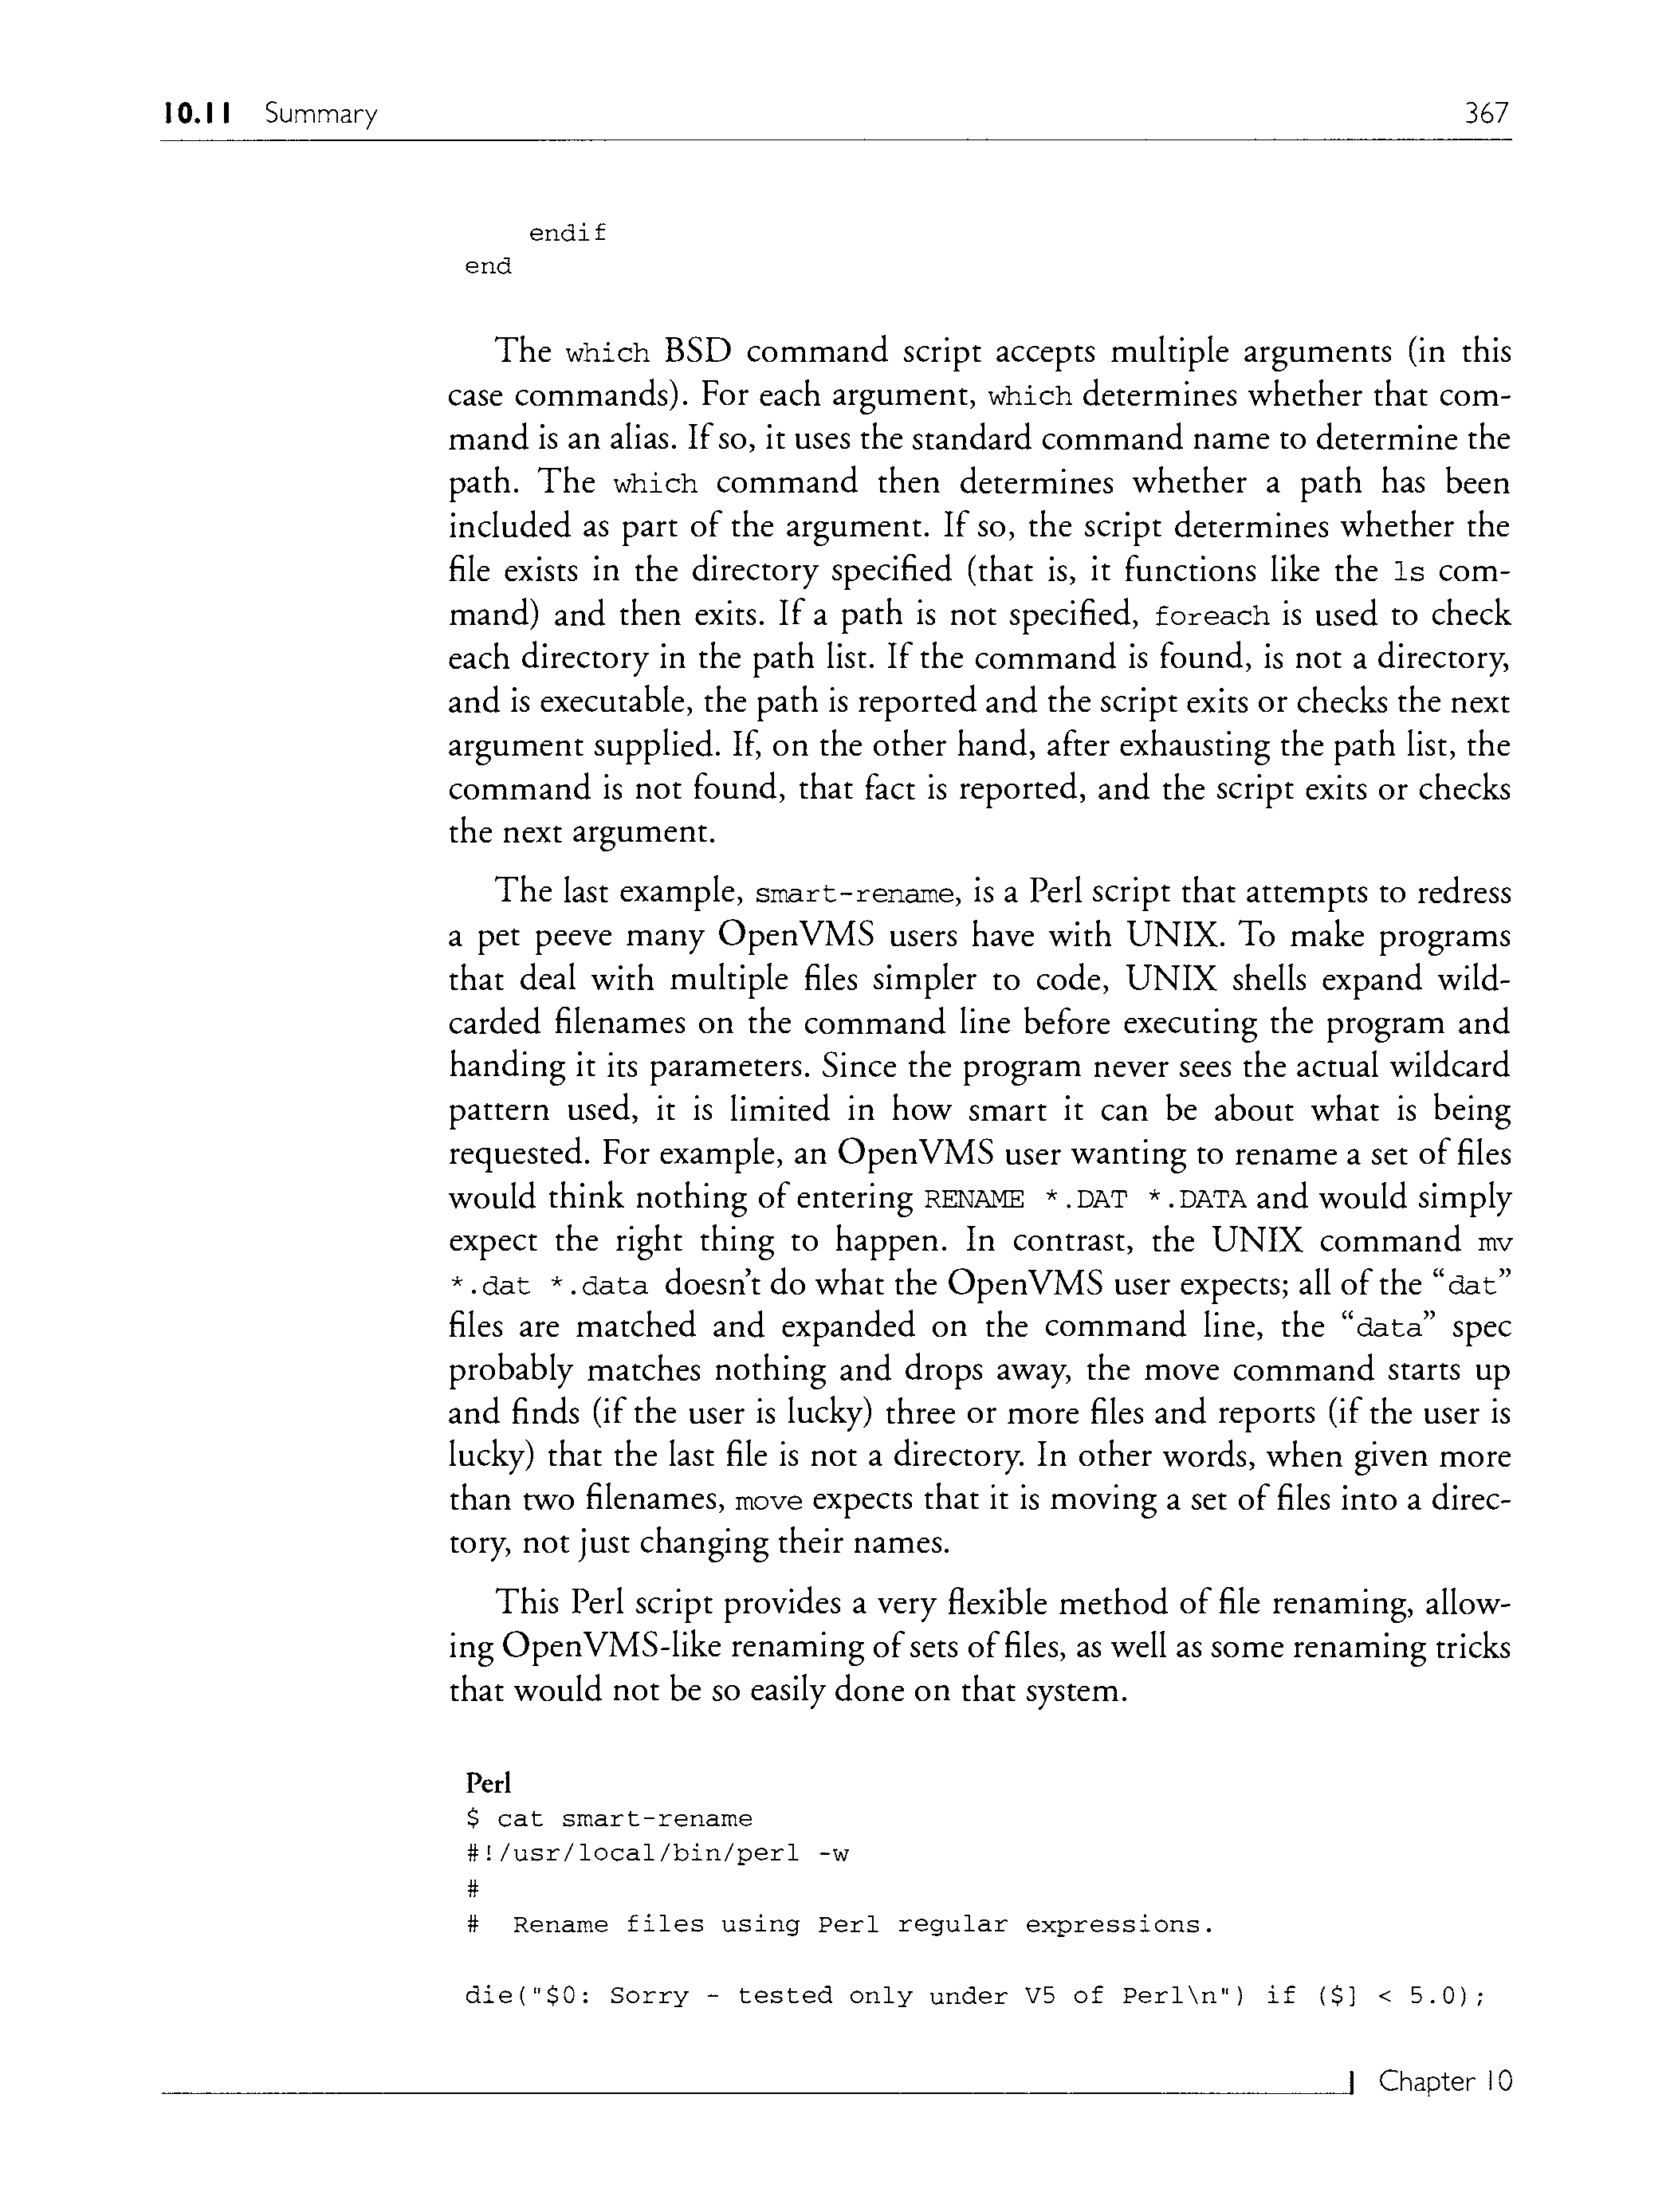 10.11 Summary 367
endif
end
The which BSD command script accepts multiple arguments (in this
case commands). For each argument, which determines whether that com-
mand is an alias. If so, it uses the standard command name to determine the
path. The which command then determines whether a path has been
included as part of the argument. If so, the script determines whether the
file exists in the directory specified (that is, it functions like the ls com-
mand) and then exits. If a path is not specified, foreach is used to check
each directory in the path list. If the command is found, is not a directory,
and is executable, the path is reported and the script exits or checks the next
argument supplied. If, on the other hand, after exhausting the path list, the
command is not found, that fact is reported, and the script exits or checks
the next argument.
The last example, smart-rename, is a Perl script that attempts to redress
a pet peeve many OpenVMS users have with UNIX. To make programs
that deal with multiple files simpler to code, UNIX shells expand wild-
carded filenames on the command line before executing the program and
handing it its parameters. Since the program never sees the actual wildcard
pattern used, it is limited in how smart it can be about what is being
requested. For example, an OpenVMS user wanting to rename a set of files
would think nothing of entering RENAME *.DAT *.DATA and would simply
expect the right thing to happen. In contrast, the UNIX command mv
*.dat *.data doesn't do what the OpenVMS user expects; all of the “dat”
files are matched and expanded on the command line, the “data” spec
probably matches nothing and drops away, the move command starts up
and finds (if the user is lucky) three or more files and reports (if the user is
lucky) that the last file is not a directory. In other words, when given more
than two filenames, move expects that it is moving a set of files into a direc-
tory, not just changing their names.
This Perl script provides a very flexible method of file renaming, allow-
ing OpenVMS-like renaming of sets of files, as well as some renaming tricks
that would not be so easily done on that system.
Perl
$ cat smart-rename
#!/usr/local/bin/perl -w
#
# Rename files using Perl regular expressions.
die("$0: Sorry - tested only under V5 of Perl\n") if ($] < 5.0);
Chapter 10